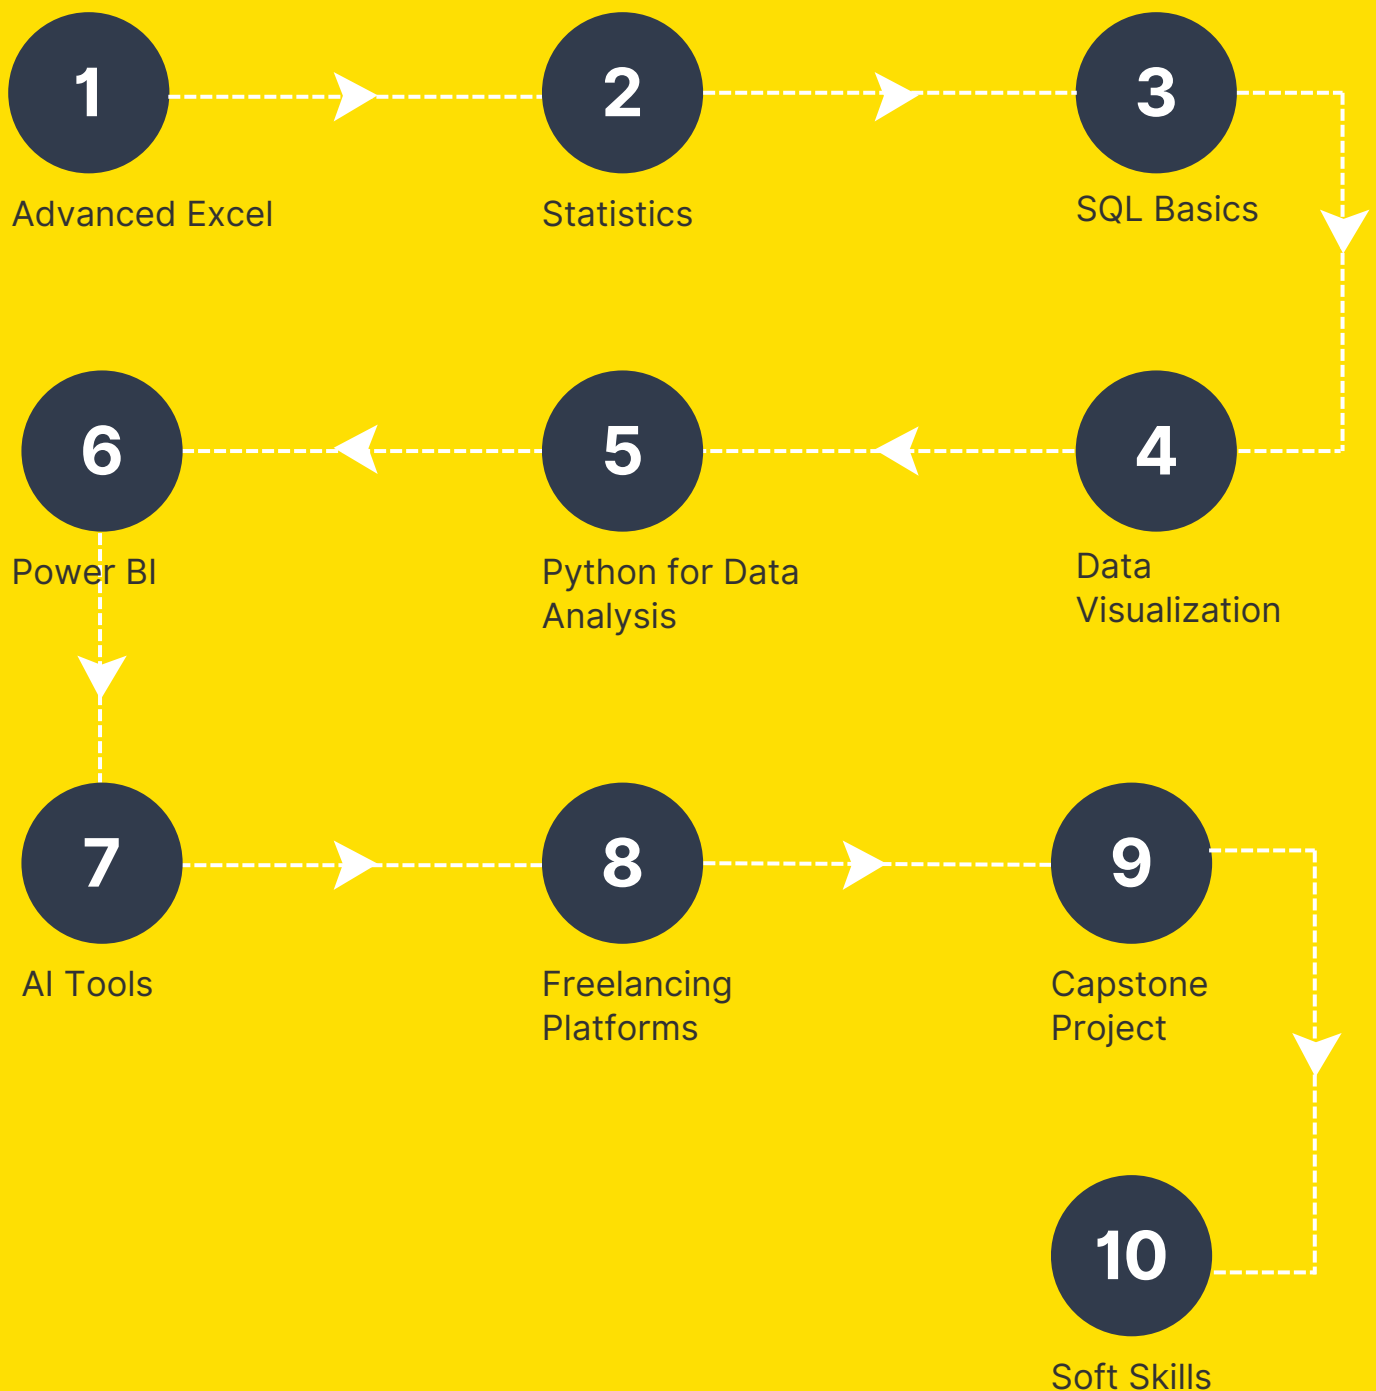 1
Advanced Excel
2
Statistics
3
SQL Basics
4
Data
Visualization
5
Python for Data
Analysis
6
Power BI
7
AI Tools
8
Freelancing
Platforms
9
Capstone
Project
10
Soft Skills